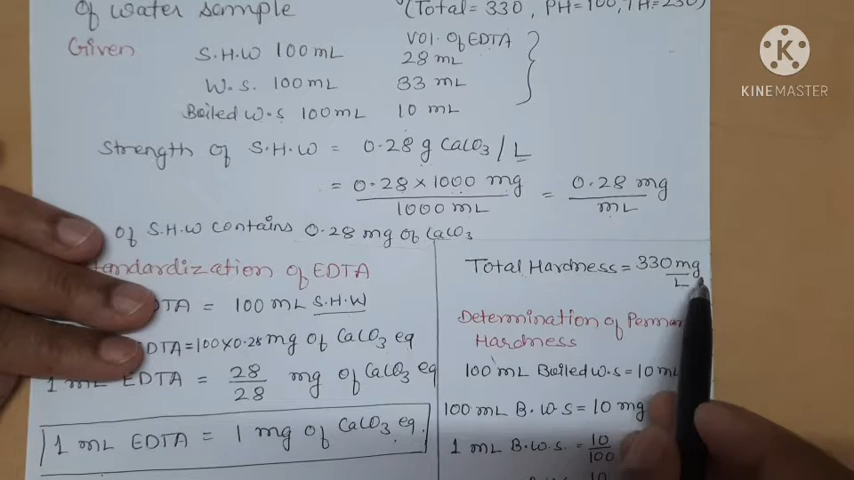 Of water sample (Total = 330, PH=100, TH=230)
Given
Vol. Of EDTA
S.H.W 100 mL 28 mL
W.S. 100 mL 33 mL
Boiled W.S 100 mL 10 mL
Strength of S.H.W = 0.28 g CaCO3/L
= 0.28 × 1000 mg / 1000 mL = 0.28 mg / mL
of S.H.W contains 0.28 mg of CaCO3
tandardization of EDTA
DTA = 100 mL S.H.W
DTA = 100×0.28 mg of CaCO3 eq
1 mL EDTA = 28/28 mg of CaCO3 eq
1 mL EDTA = 1 mg of CaCO3 eq.
Total Hardness = 330 mg/L
Determination of Perman
Hardness
100 mL Boiled W.S = 10 mL
100 mL B.W.S = 10 mg
1 mL B.W.S. = 10/100
10
KINEMASTER